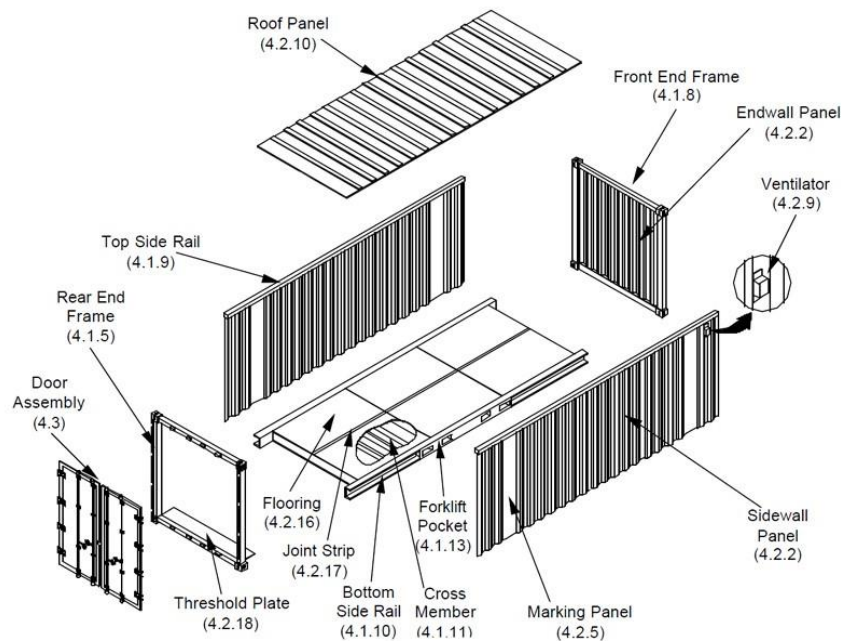 Roof Panel
(4.2.10)
Front End Frame
(4.1.8)
Endwall Panel
(4.2.2)
Ventilator
(4.2.9)
Top Side Rail
(4.1.9)
Rear End
Frame
(4.1.5)
Door
Assembly
(4.3)
Flooring
(4.2.16)
Joint Strip
(4.2.17)
Forklift
Pocket
(4.1.13)
Sidewall
Panel
(4.2.2)
Threshold Plate
(4.2.18)
Bottom
Side Rail
(4.1.10)
Cross
Member
(4.1.11)
Marking Panel
(4.2.5)